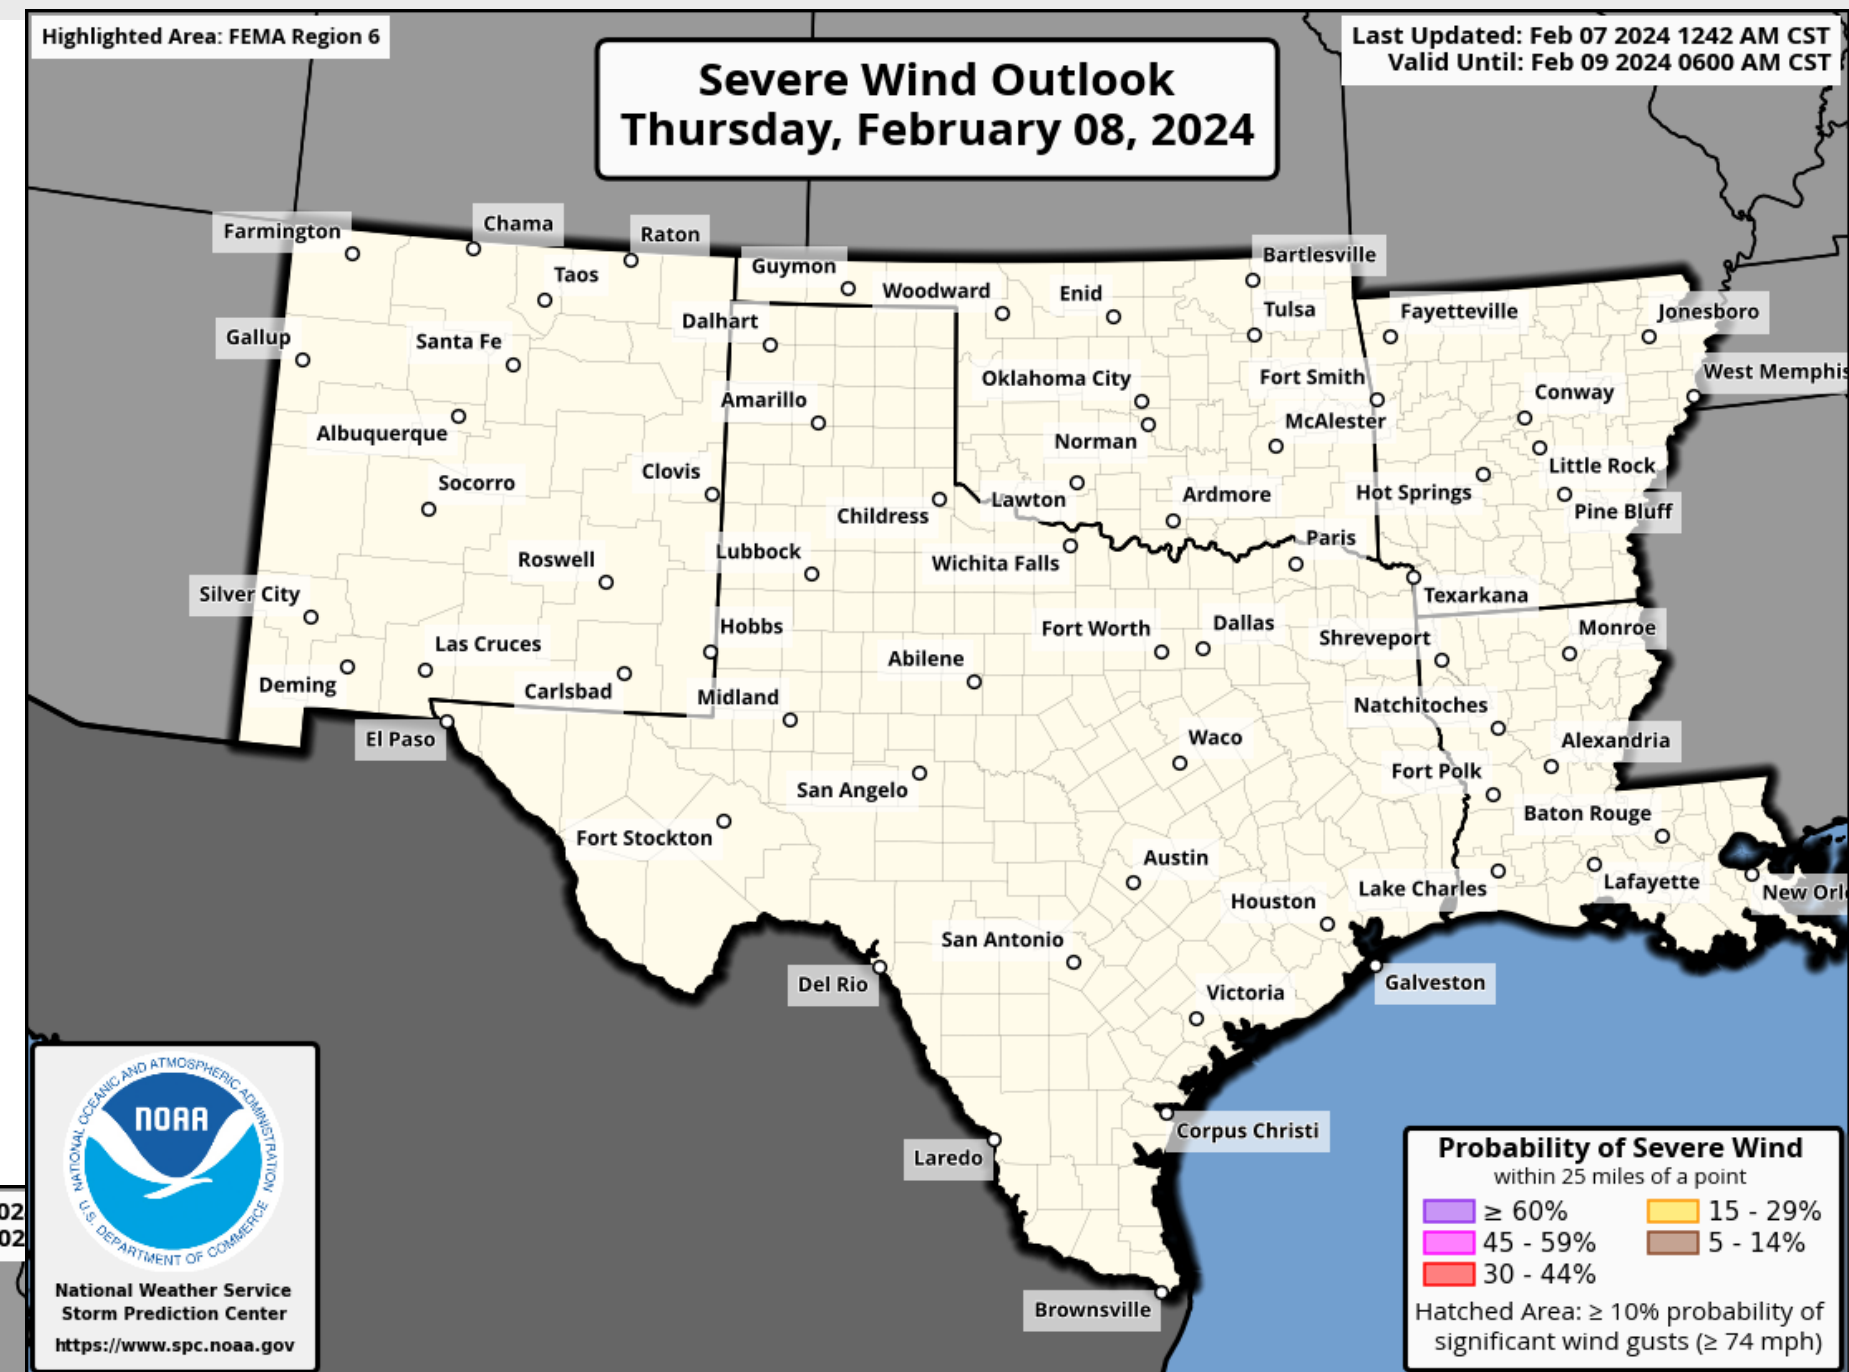 Highlighted Area: FEMA Region 6
Last Updated: Feb 07 2024 1242 AM CST
Valid Until: Feb 09 2024 0600 AM CST
Severe Wind Outlook
Thursday, February 08, 2024
Farmington
Chama
Raton
Taos
Guymon
Woodward
Enid
Bartlesville
Tulsa
Fayetteville
Jonesboro
Gallup
Santa Fe
Dalhart
Oklahoma City
Fort Smith
Conway
West Memphis
Albuquerque
Amarillo
Norman
McAlester
Little Rock
Socorro
Clovis
Childress
Lawton
Ardmore
Hot Springs
Pine Bluff
Roswell
Lubbock
Wichita Falls
Paris
Texarkana
Silver City
Las Cruces
Hobbs
Abilene
Fort Worth
Dallas
Shreveport
Monroe
Deming
Carlsbad
Midland
Natchitoches
El Paso
San Angelo
Waco
Fort Polk
Alexandria
Fort Stockton
Austin
Baton Rouge
Houston
Lake Charles
Lafayette
New Orl
San Antonio
Del Rio
Victoria
Galveston
Corpus Christi
Laredo
Brownsville
02
02
NATIONAL OCEANIC AND ATMOSPHERIC ADMINISTRATION
NOAA
U.S. DEPARTMENT OF COMMERCE
National Weather Service
Storm Prediction Center
https://www.spc.noaa.gov
Probability of Severe Wind
within 25 miles of a point
≥ 60%
15 - 29%
45 - 59%
5 - 14%
30 - 44%
Hatched Area: ≥ 10% probability of
significant wind gusts (≥ 74 mph)